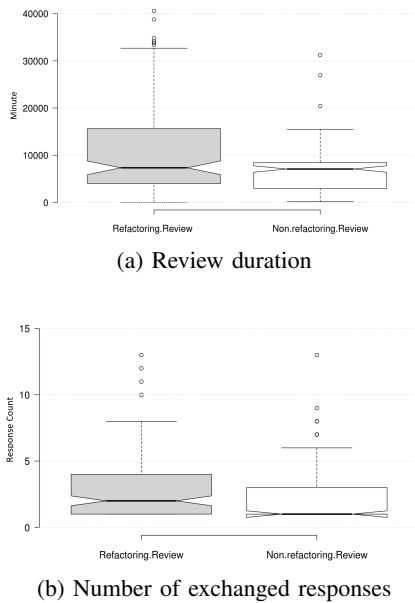 40000
30000
20000
10000
0
Minute
Refactoring.Review Non.refactoring.Review
(a) Review duration
15
10
5
0
Response Count
Refactoring.Review Non.refactoring.Review
(b) Number of exchanged responses